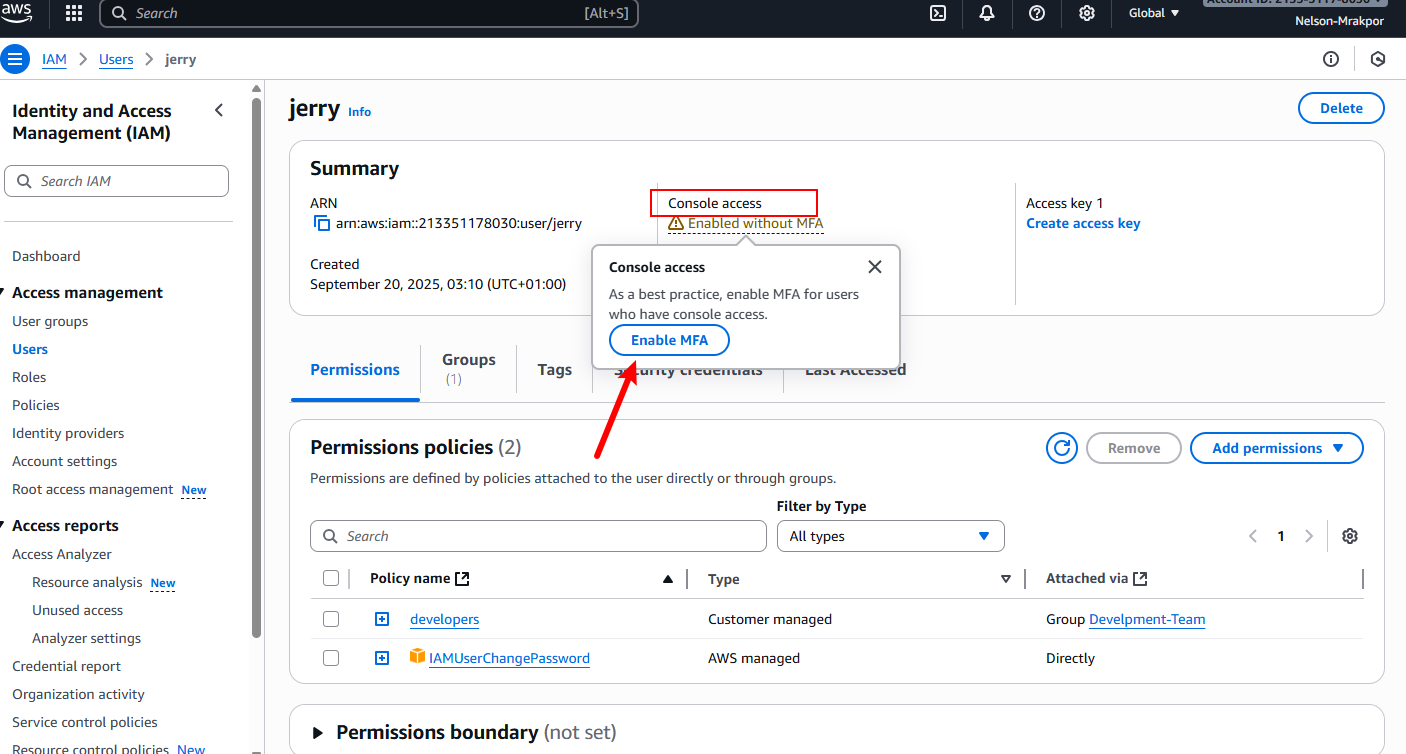 aws
Search
[Alt+S]
Global
Nelson-Mrakpor
IAM
Users
jerry
Identity and Access
Management (IAM)
Search IAM
Dashboard
Access management
User groups
Users
Roles
Policies
Identity providers
Account settings
Root access management New
Access reports
Access Analyzer
Resource analysis New
Unused access
Analyzer settings
Credential report
Organization activity
Service control policies
Resource control policies New
jerry Info
Delete
Summary
ARN
arn:aws:iam::213351178030:user/jerry
Created
September 20, 2025, 03:10 (UTC+01:00)
Console access
Enabled without MFA
Access key 1
Create access key
Console access
As a best practice, enable MFA for users
who have console access.
Enable MFA
Permissions
Groups
(1)
Tags
Security credentials
Last Accessed
Permissions policies (2)
Remove
Add permissions
Permissions are defined by policies attached to the user directly or through groups.
Filter by Type
Search
All types
1
Policy name
Type
Attached via
developers
Customer managed
Group Develpment-Team
IAMUserChangePassword
AWS managed
Directly
Permissions boundary (not set)